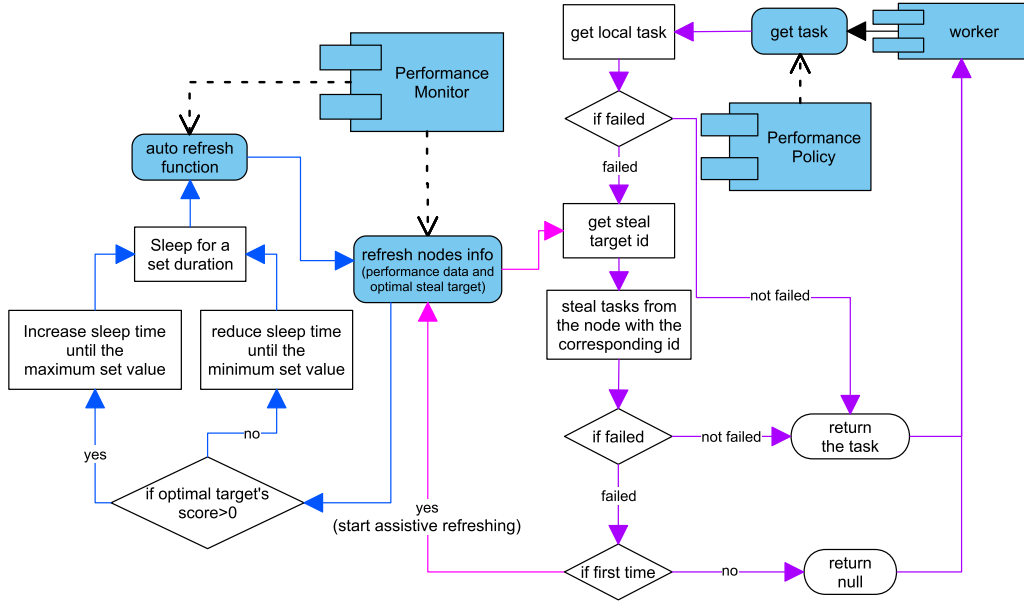 get local task
get task
worker
Performance
Monitor
if failed
Performance
Policy
auto refresh
function
failed
get steal
target id
Sleep for a
set duration
refresh nodes info
(performance data and
optimal steal target)
not failed
steal tasks from
the node with the
corresponding id
Increase sleep time
until the
maximum set value
reduce sleep time
until the
minimum set value
no
yes
if failed
not failed
return
the task
if optimal target's
score>0
failed
yes
(start assistive refreshing)
if first time
no
return
null